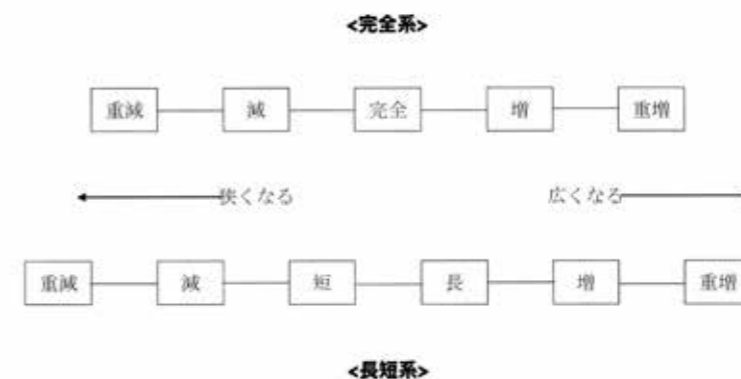 <完全系>
重減 減 完全 増 重増
狭くなる 広くなる
重減 減 短 長 増 重増
<長短系>